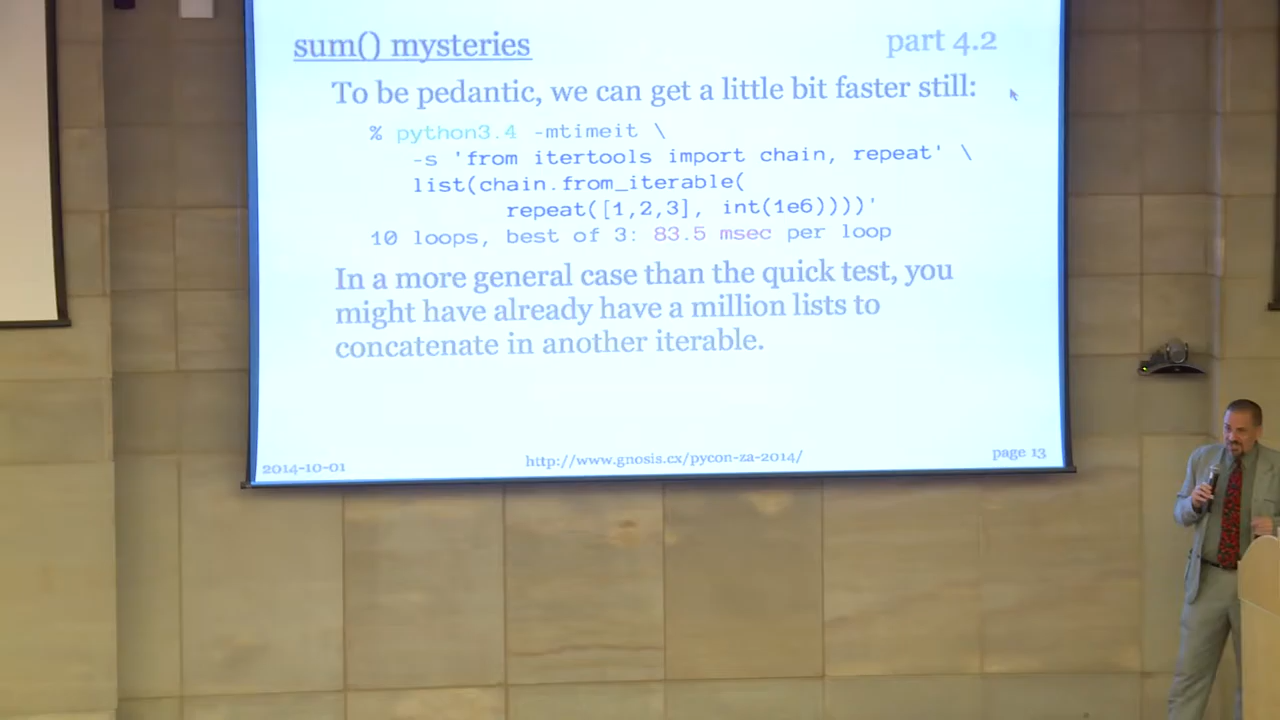 sum() mysteries part 4.2
To be pedantic, we can get a little bit faster still:
% python3.4 -mtimeit \
-s 'from itertools import chain, repeat' \
list(chain.from_iterable(
repeat([1,2,3], int(1e6))))'
10 loops, best of 3: 83.5 msec per loop
In a more general case than the quick test, you
might have already have a million lists to
concatenate in another iterable.
2014-10-01 http://www.gnosis.cx/pycon-za-2014/ page 13